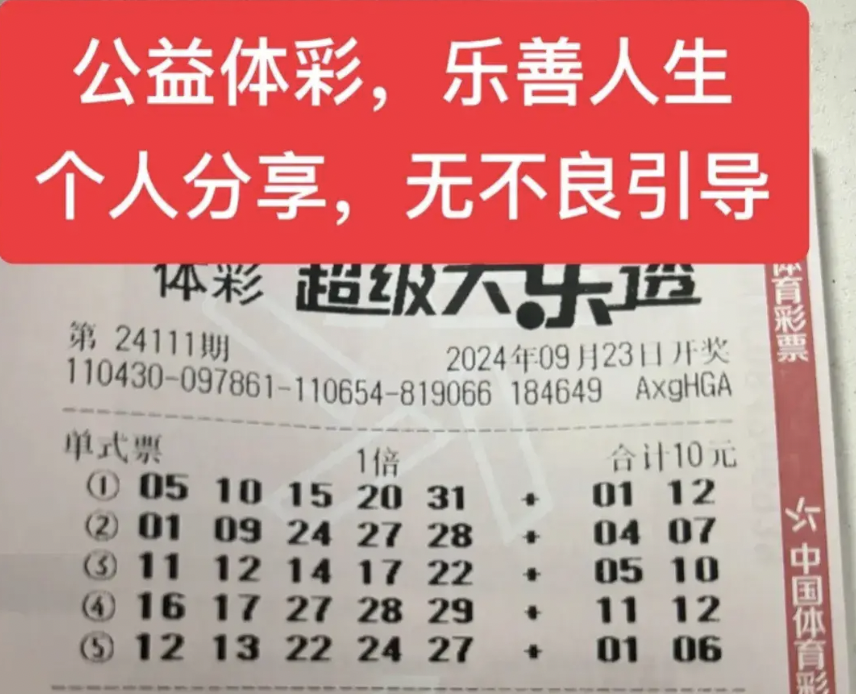 公益体彩，乐善人生
个人分享，无不良引导
体彩 超级大乐透
第 24111期
2024年09月23日开奖
110430-097861-110654-819066 184649 AxgHGA
单式票 1倍 合计10元
① 05 10 15 20 31 + 01 12
② 01 09 24 27 28 + 04 07
③ 11 12 14 17 22 + 05 10
④ 16 17 27 28 29 + 11 12
⑤ 12 13 22 24 27 + 01 06
体育彩票
中国体育彩